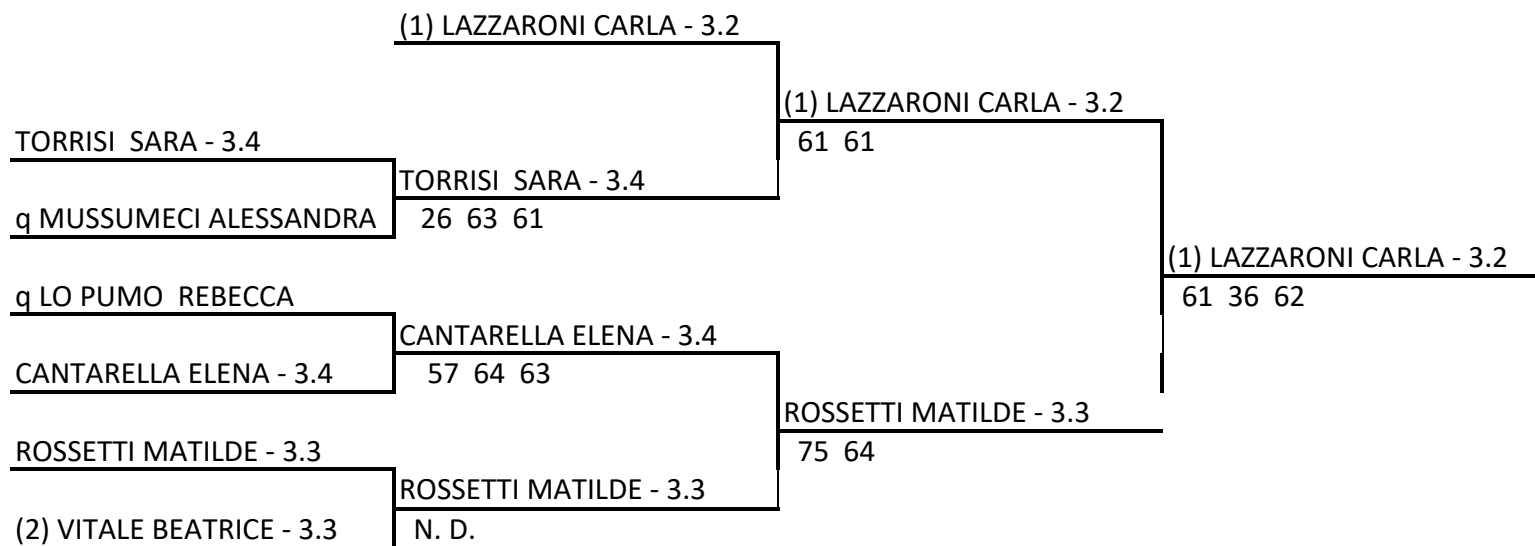 (1) LAZZARONI CARLA - 3.2
(1) LAZZARONI CARLA - 3.2
TORRISI  SARA - 3.4
61  61
TORRISI  SARA - 3.4
q MUSSUMECI ALESSANDRA
26  63  61
(1) LAZZARONI CARLA - 3.2
q LO PUMO  REBECCA
61  36  62
CANTARELLA ELENA - 3.4
CANTARELLA ELENA - 3.4
57  64  63
ROSSETTI MATILDE - 3.3
ROSSETTI MATILDE - 3.3
75  64
ROSSETTI MATILDE - 3.3
(2) VITALE BEATRICE - 3.3
N. D.